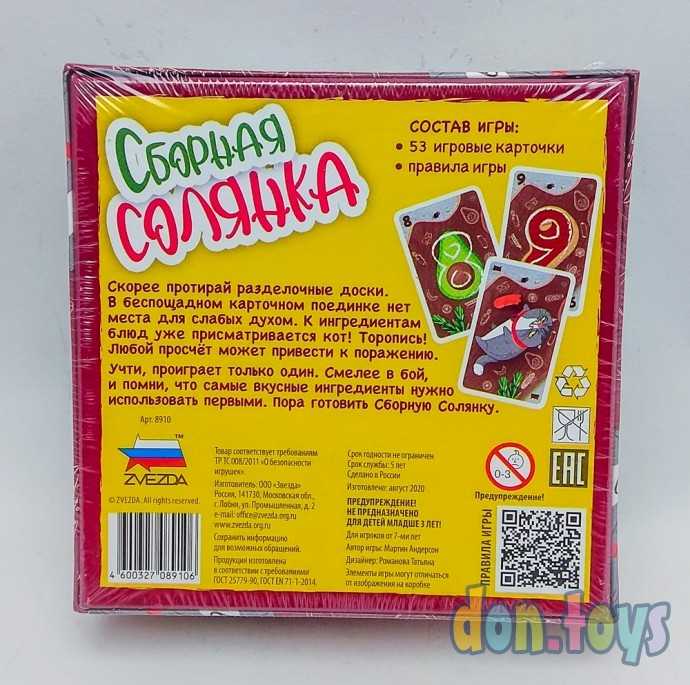 Сборная
солянка
СОСТАВ ИГРЫ:
• 53 игровые карточки
• правила игры
8
9
6
Скорее протирай разделочные доски.
В беспощадном карточном поединке нет
места для слабых духом. К ингредиентам
блюд уже присматривается кот! Торопись!
Любой просчёт может привести к поражению.
Учти, проиграет только один. Смелее в бой,
и помни, что самые вкусные ингредиенты нужно
использовать первыми. Пора готовить Сборную Солянку.
Арт. 8910
ZVEZDA
TM
© ZVEZDA. All rights reserved.
4 600327 089106
Товар соответствует требованиям
ТР ТС 008/2011 «О безопасности
игрушек».
Изготовитель: ООО «Звезда»
Россия, 141730, Московская обл.,
г. Лобня, ул. Промышленная, д. 2
e-mail: office@zvezda.org.ru
www.zvezda.org.ru
Сохранить информацию
для возможных обращений.
Продукция изготовлена
в соответствии с требованиями
ГОСТ 25779-90, ГОСТ EN 71-1-2014.
Срок годности не ограничен
Срок службы: 5 лет
Сделано в России
Изготовлено: август 2020
ПРЕДУПРЕЖДЕНИЕ!
НЕ ПРЕДНАЗНАЧЕНО
ДЛЯ ДЕТЕЙ МЛАДШЕ 3 ЛЕТ!
Для игроков от 7-ми лет
Автор игры: Мартин Андерсон
Дизайнер: Романова Татьяна
Элементы игры могут отличаться
от изображения на коробке
0-3
Предупреждение!
EAC
ПРАВИЛА ИГРЫ
don.toys